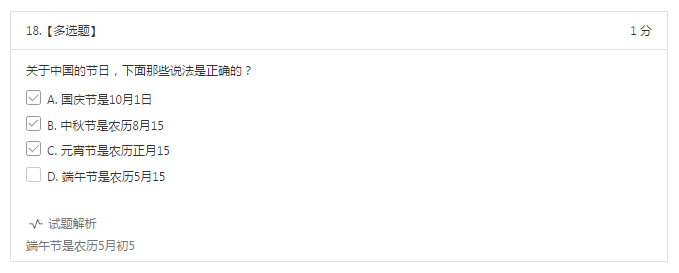 18.【多选题】 1 分
关于中国的节日，下面那些说法是正确的？
A. 国庆节是10月1日
B. 中秋节是农历8月15
C. 元宵节是农历正月15
D. 端午节是农历5月15
试题解析
端午节是农历5月初5